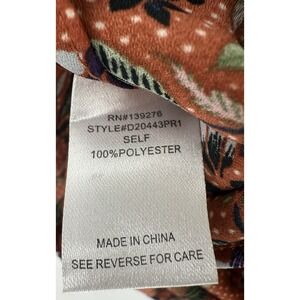 RN#139276
STYLE#D20443PR1
SELF
100%POLYESTER
MADE IN CHINA
SEE REVERSE FOR CARE